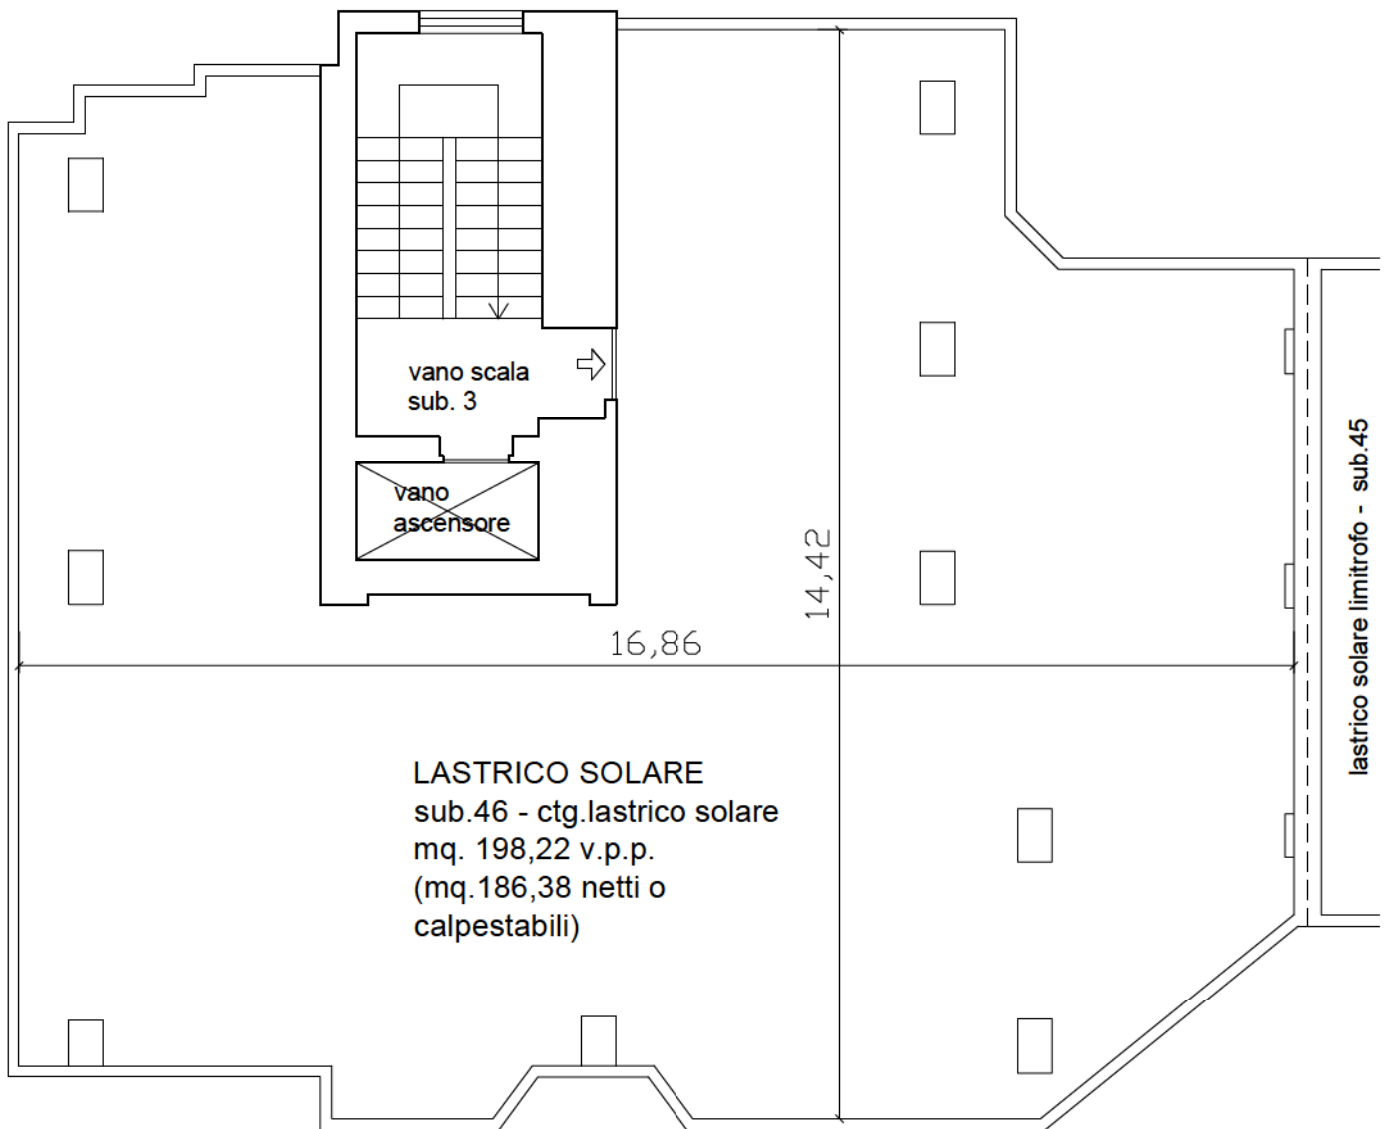 vano scala
sub. 3
vano
ascensore
14,42
16,86
lastrico solare limitrofo - sub.45
LASTRICO SOLARE
sub.46 - ctg.lastrico solare
mq. 198,22 v.p.p.
(mq.186,38 netti o
calpestabili)